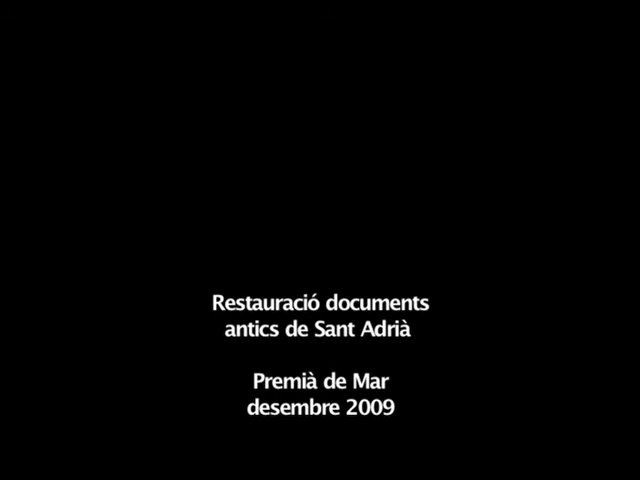 Restauració documents
antics de Sant Adrià
Premià de Mar
desembre 2009